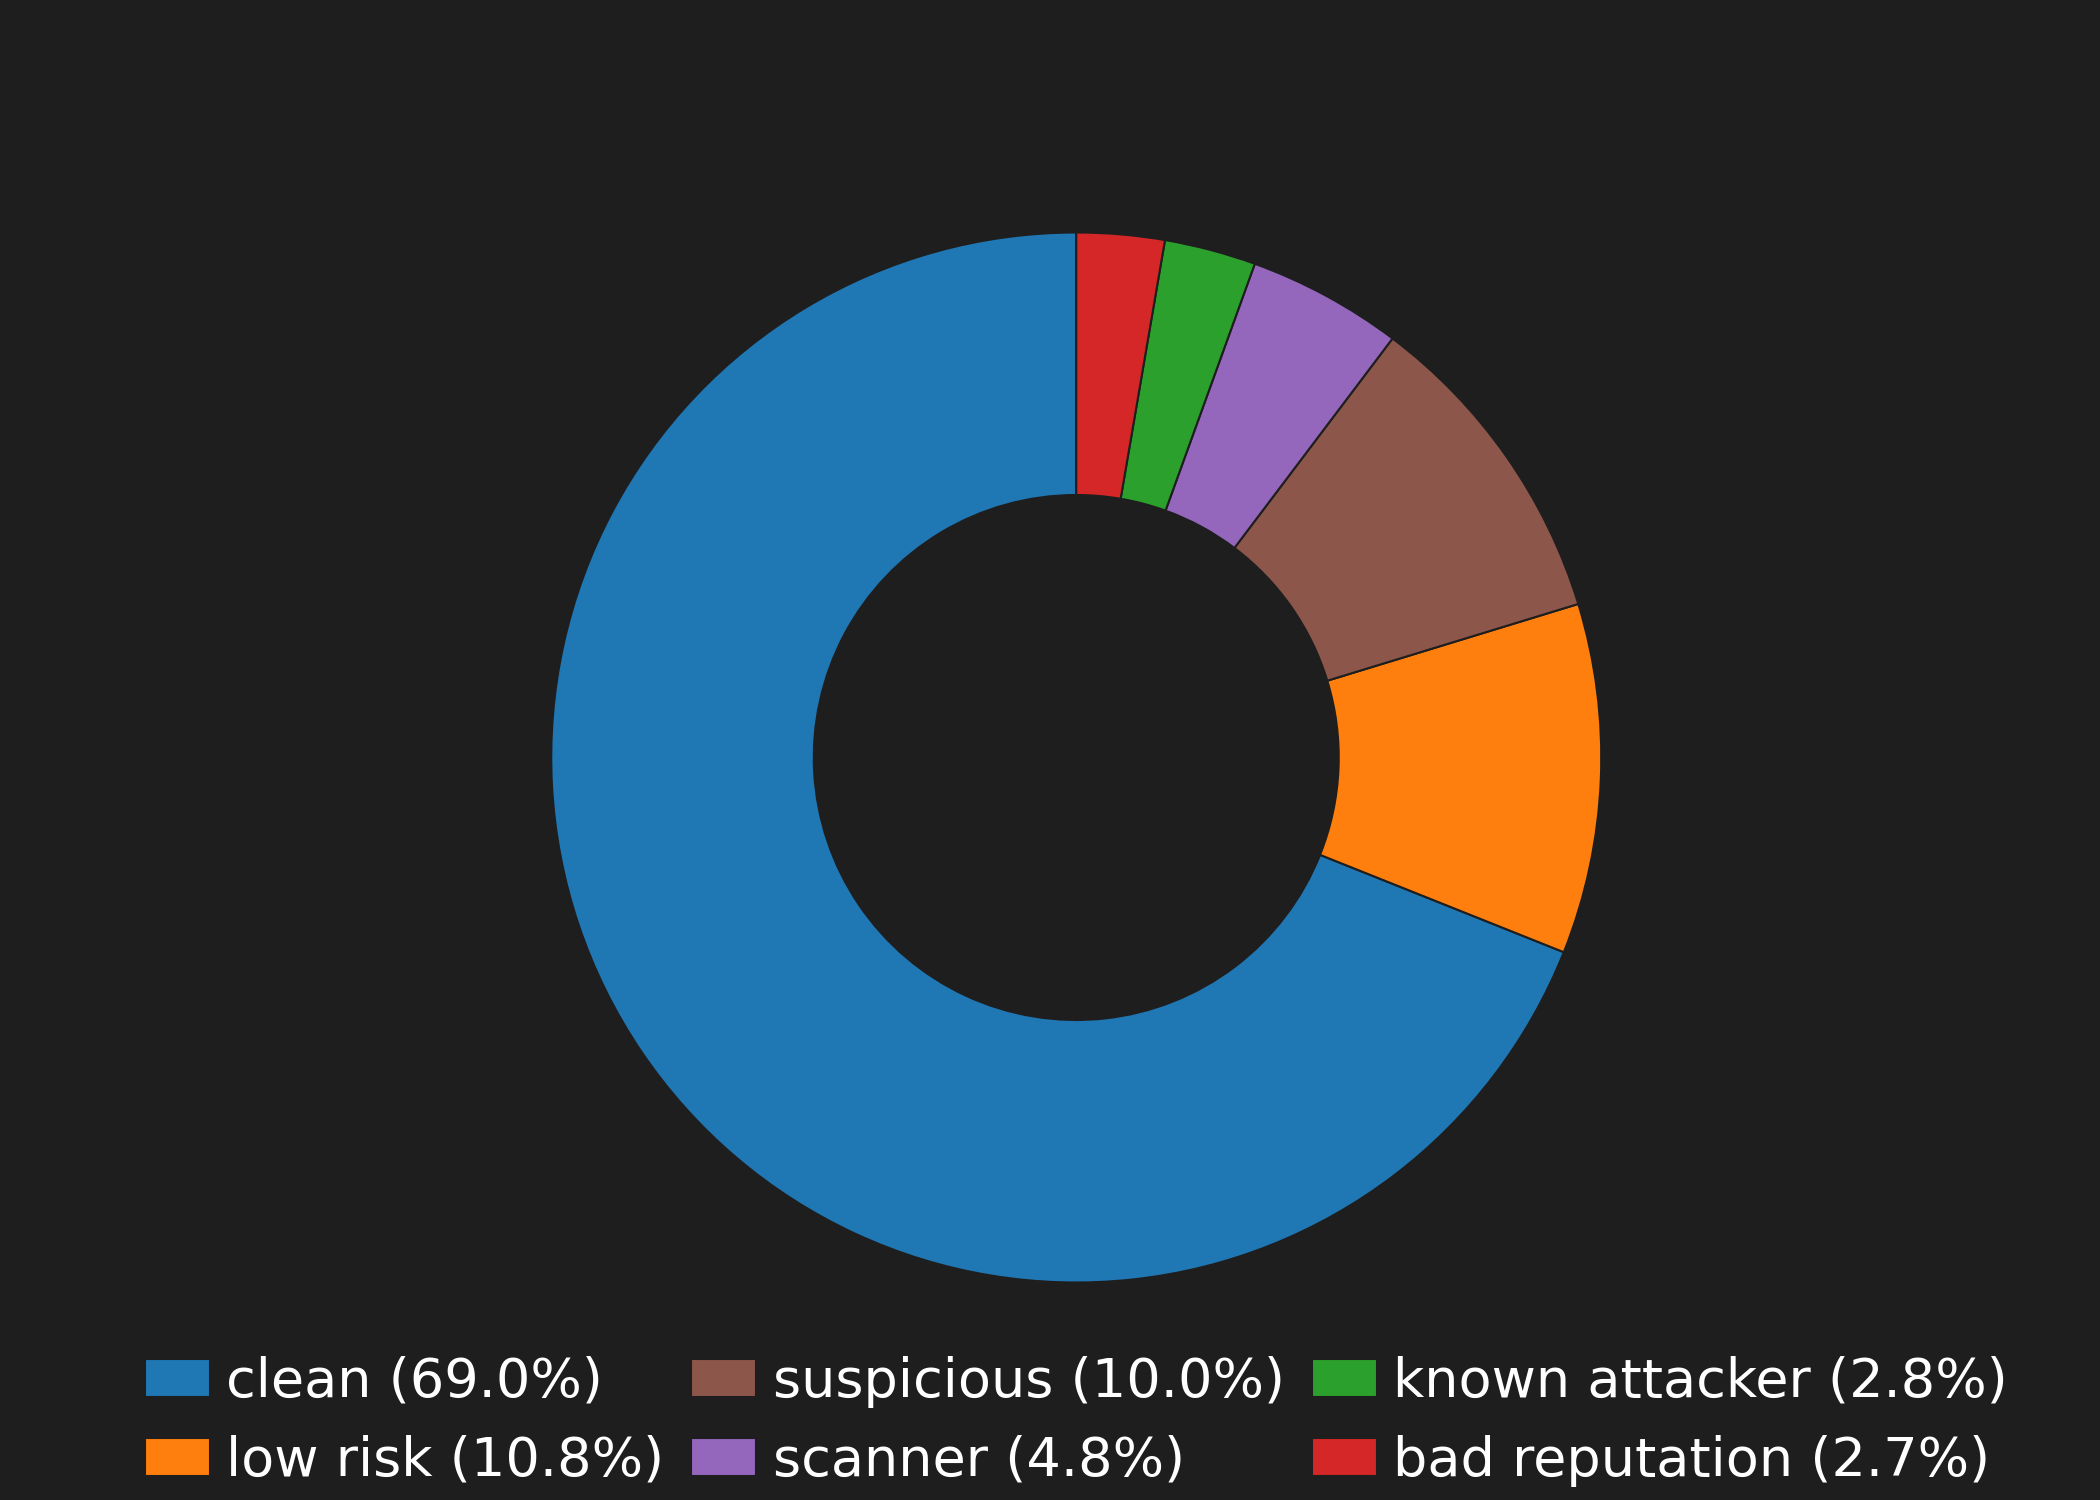 clean (69.0%) suspicious (10.0%) known attacker (2.8%)
low risk (10.8%) scanner (4.8%) bad reputation (2.7%)